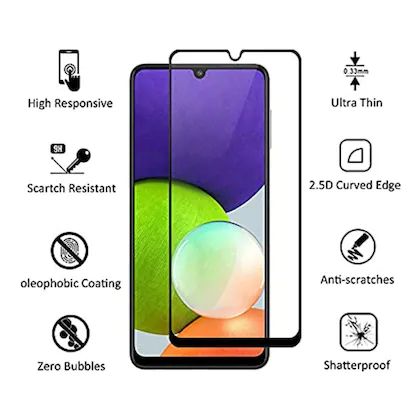 High Responsive
0.33mm
Ultra Thin
9H
Scartch Resistant
2.5D Curved Edge
oleophobic Coating
Anti-scratches
Zero Bubbles
Shatterproof